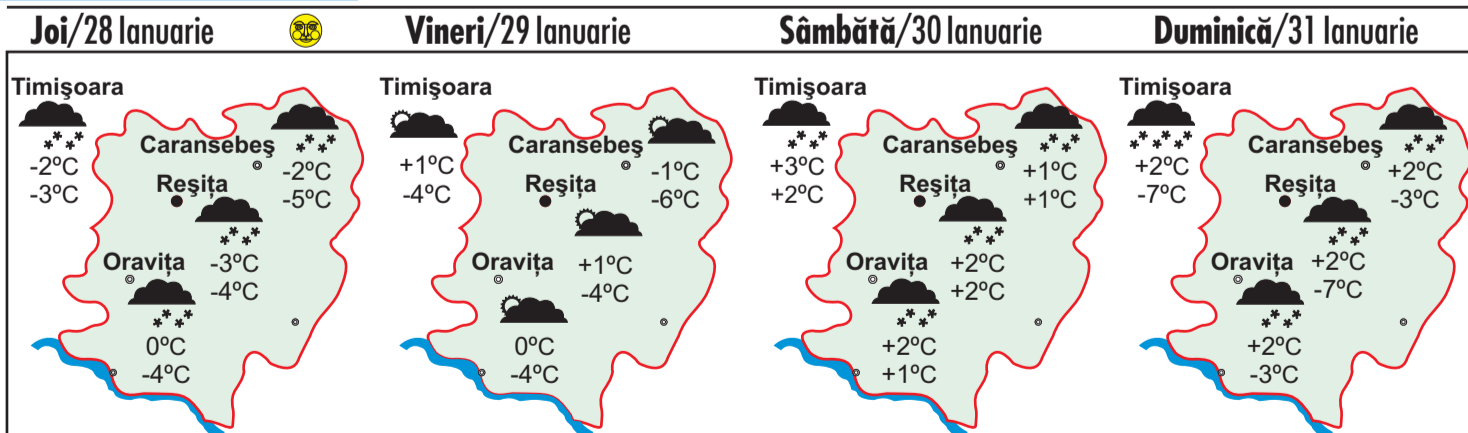 Joi/28 Ianuarie
Vineri/29 Ianuarie
Sâmbătă/30 Ianuarie
Duminică/31 Ianuarie
Timişoara
-2ºC
-3ºC
Caransebeş
-2ºC
-5ºC
Reşiţa
-3ºC
-4ºC
Oraviţa
0ºC
-4ºC
Timişoara
+1ºC
-4ºC
Caransebeş
-1ºC
-6ºC
Reşiţa
+1ºC
-4ºC
Oraviţa
0ºC
-4ºC
Timişoara
+3ºC
+2ºC
Caransebeş
+1ºC
+1ºC
Reşiţa
+2ºC
+2ºC
Oraviţa
+2ºC
+1ºC
Timişoara
+2ºC
-7ºC
Caransebeş
+2ºC
-3ºC
Reşiţa
+2ºC
-7ºC
Oraviţa
+2ºC
-3ºC